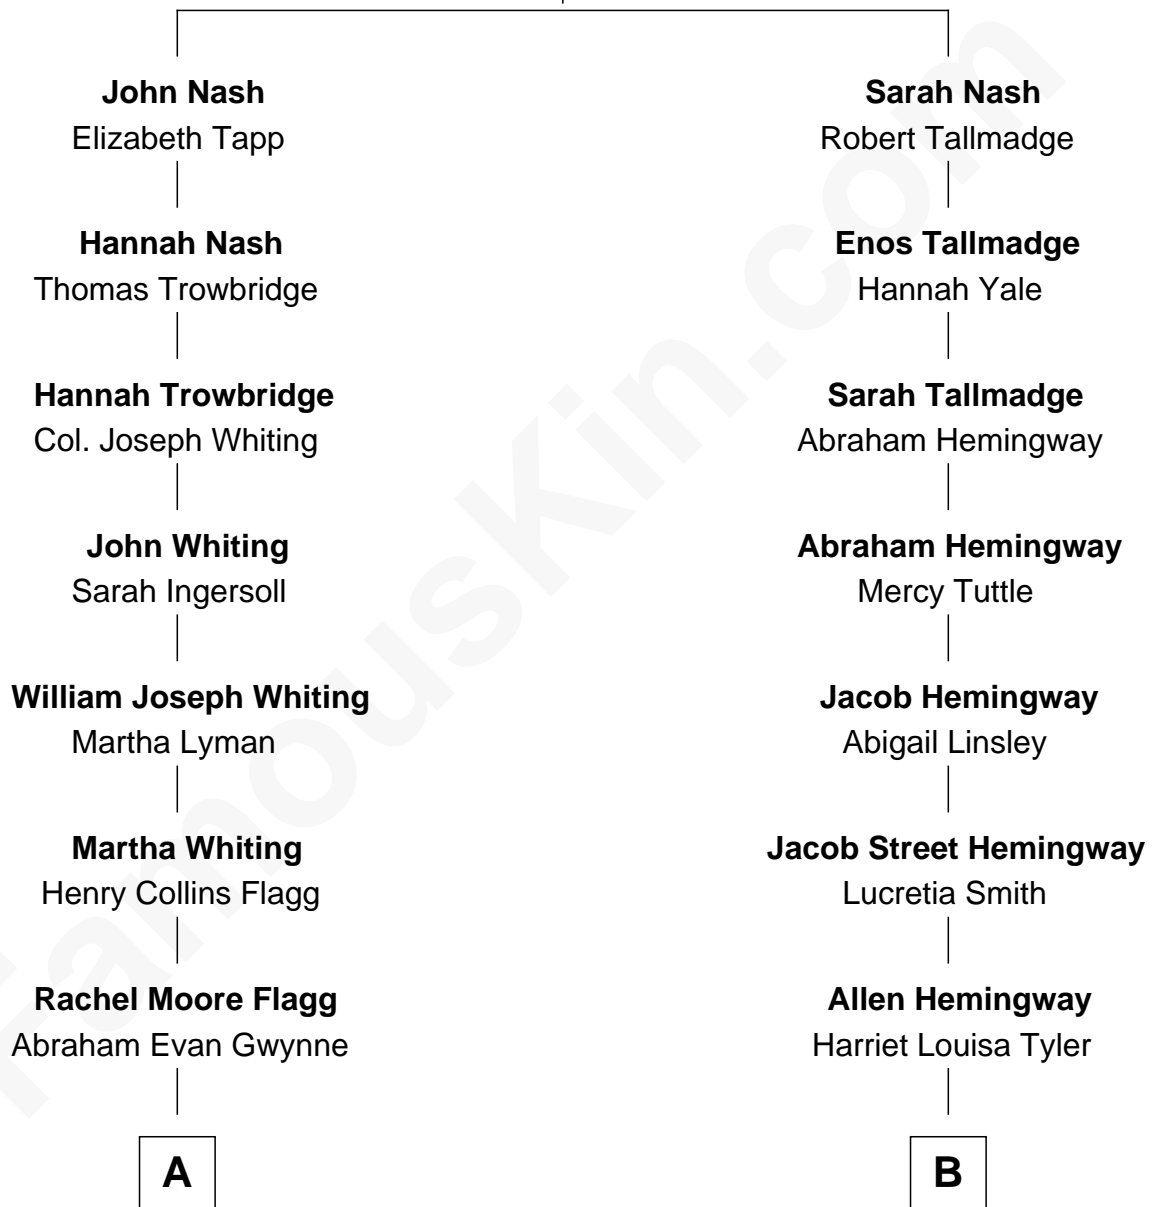 John Nash
Elizabeth Tapp
Hannah Nash
Thomas Trowbridge
Hannah Trowbridge
Col. Joseph Whiting
John Whiting
Sarah Ingersoll
William Joseph Whiting
Martha Lyman
Martha Whiting
Henry Collins Flagg
Rachel Moore Flagg
Abraham Evan Gwynne
A
Sarah Nash
Robert Tallmadge
Enos Tallmadge
Hannah Yale
Sarah Tallmadge
Abraham Hemingway
Abraham Hemingway
Mercy Tuttle
Jacob Hemingway
Abigail Linsley
Jacob Street Hemingway
Lucretia Smith
Allen Hemingway
Harriet Louisa Tyler
B
FamousKin.com